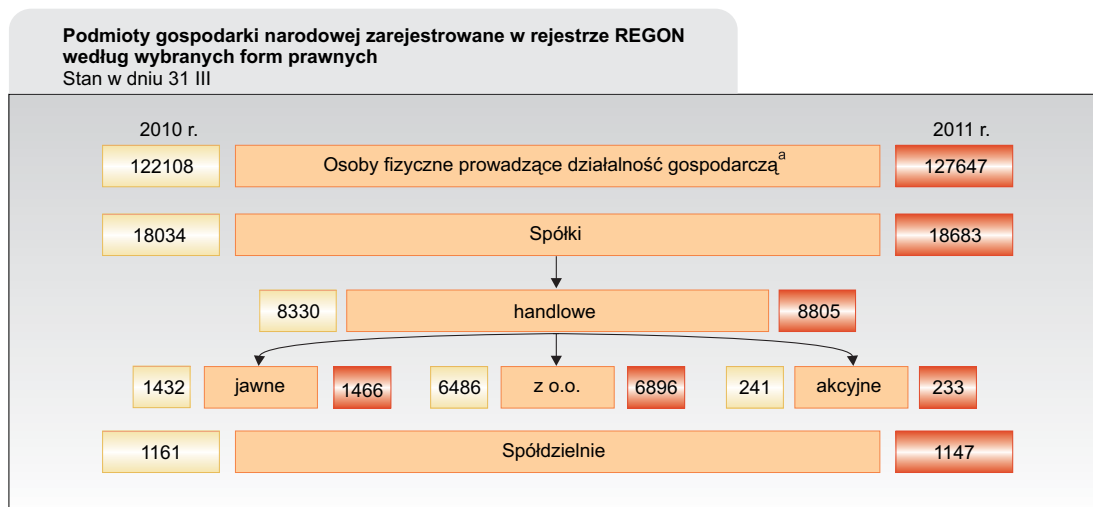 Podmioty gospodarki narodowej zarejestrowane w rejestrze REGON
według wybranych form prawnych
Stan w dniu 31 III
2010 r. 2011 r.
122108 Osoby fizyczne prowadzące działalność gospodarczą a 127647
18034 Spółki 18683
8330 handlowe 8805
1432 jawne 1466 6486 z o.o. 6896 241 akcyjne 233
1161 Spółdzielnie 1147